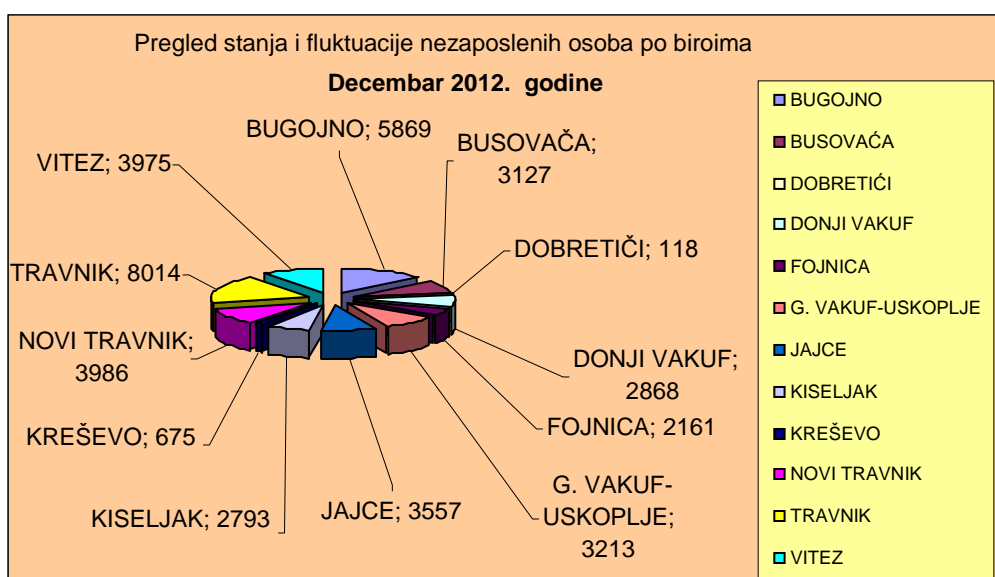 Pregled stanja i fluktuacije nezaposlenih osoba po biroima
Decembar 2012. godine
BUGOJNO; 5869
BUSOVAČA;
3127
DOBRETIČI; 118
DONJI VAKUF;
2868
FOJNICA; 2161
G. VAKUF-
USKOPLJE;
3213
JAJCE; 3557
KISELJAK; 2793
KREŠEVO; 675
NOVI TRAVNIK;
3986
TRAVNIK; 8014
VITEZ; 3975
BUGOJNO
BUSOVAĆA
DOBRETIĆI
DONJI VAKUF
FOJNICA
G. VAKUF-USKOPLJE
JAJCE
KISELJAK
KREŠEVO
NOVI TRAVNIK
TRAVNIK
VITEZ